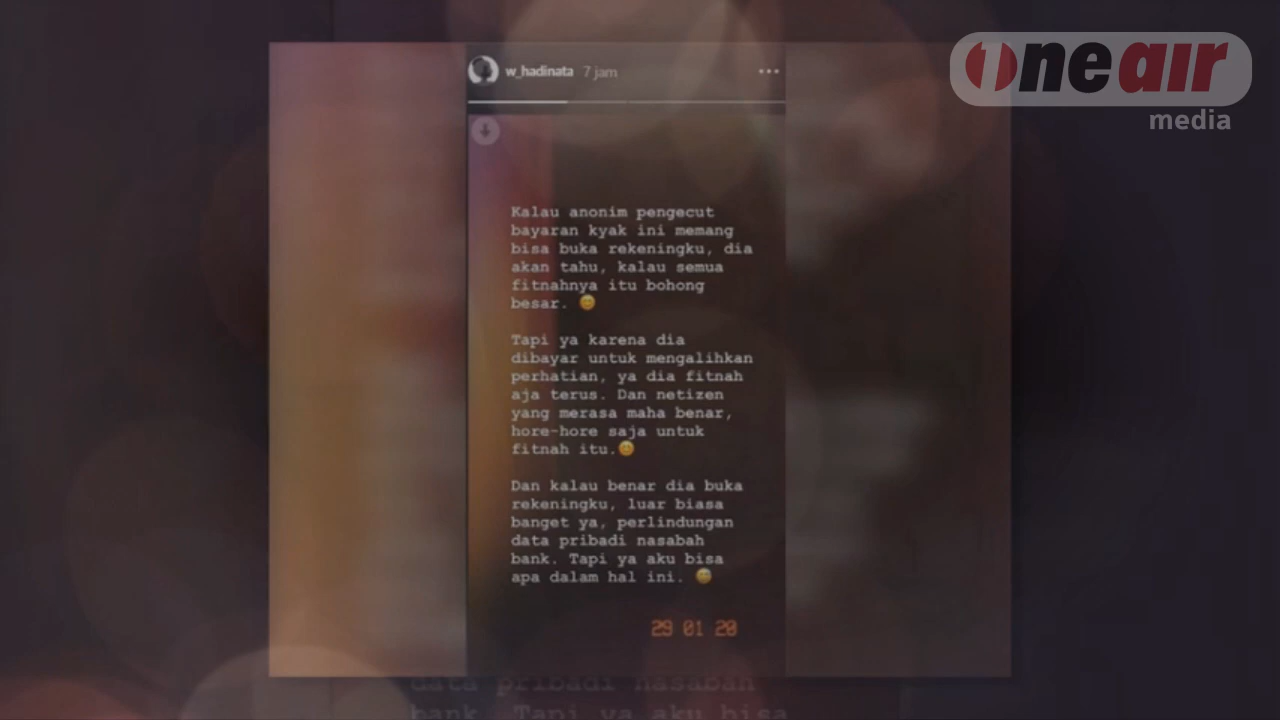 oneair
media
w_hadinata 7 jam
Kalau anonim pengecut
bayaran kyak ini memang
bisa buka rekeningku, dia
akan tahu, kalau semua
fitnahnya itu bohong
besar. 😊
Tapi ya karena dia
dibayar untuk mengalihkan
perhatian, ya dia fitnah
aja terus. Dan netizen
yang merasa maha benar,
hore-hore saja untuk
fitnah itu.😊
Dan kalau benar dia buka
rekeningku, luar biasa
banget ya, perlindungan
data pribadi nasabah
bank. Tapi ya aku bisa
apa dalam hal ini. 😅
29 01 20
data pribadi nasabah
bank. Tapi ya aku bisa